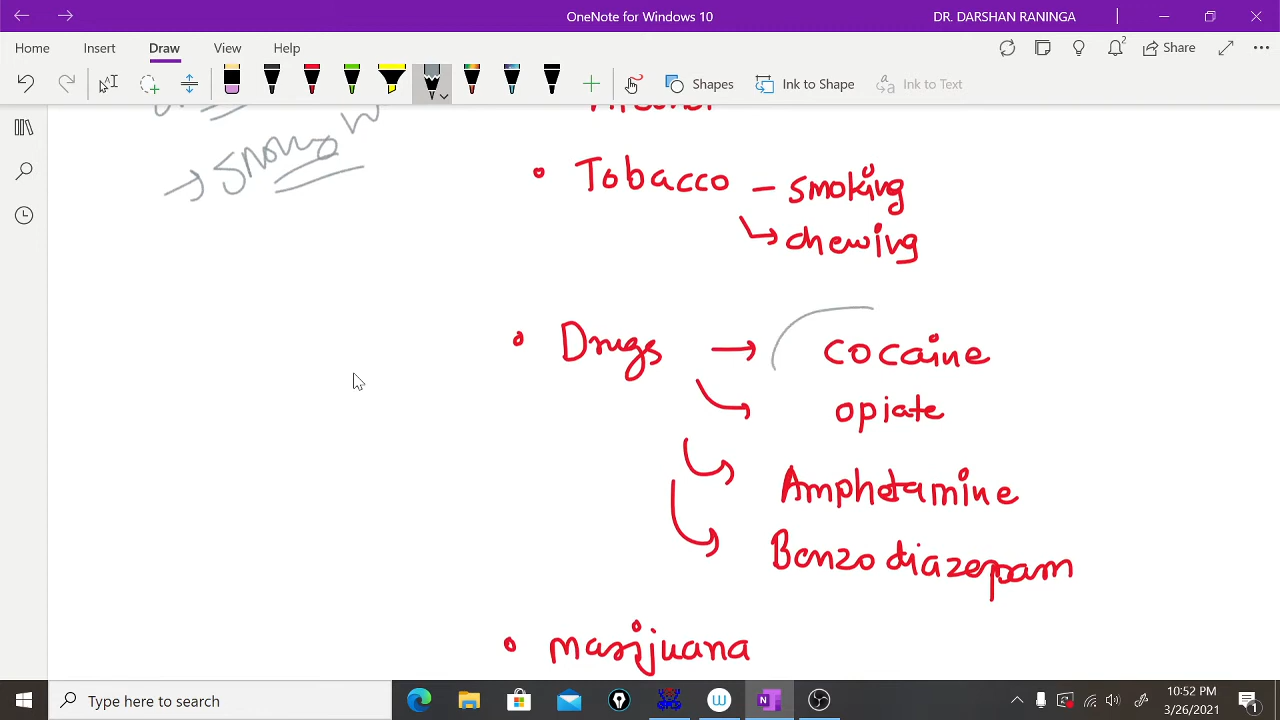 OneNote for Windows 10
DR. DARSHAN RANINGA
Home Insert Draw View Help
Share
Shapes Ink to Shape Ink to Text
• Tobacco – smoking
↳ chewing
• Drugs → cocaine
opiate
Amphetamine
Benzodiazepam
• marijuana
Type here to search
10:52 PM
3/26/2021